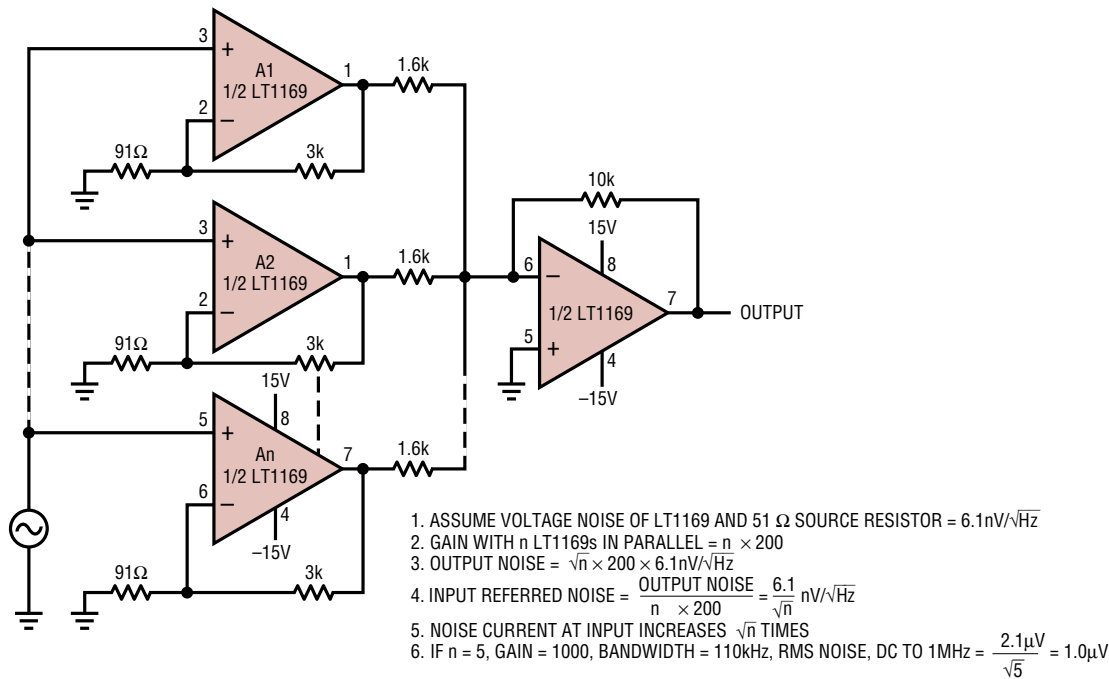 3
+
A1
1/2 LT1169
1
1.6k
2
–
91Ω
3k
3
+
A2
1/2 LT1169
1
1.6k
2
–
91Ω
3k
10k
15V
8
6
–
1/2 LT1169
7
OUTPUT
5
+
4
–15V
15V
8
5
+
An
1/2 LT1169
7
1.6k
6
–
4
–15V
91Ω
3k
1. ASSUME VOLTAGE NOISE OF LT1169 AND 51 Ω SOURCE RESISTOR = 6.1nV/√Hz
2. GAIN WITH n LT1169s IN PARALLEL = n × 200
3. OUTPUT NOISE = √n × 200 × 6.1nV/√Hz
4. INPUT REFERRED NOISE = OUTPUT NOISE / n × 200 = 6.1 / √n nV/√Hz
5. NOISE CURRENT AT INPUT INCREASES √n TIMES
6. IF n = 5, GAIN = 1000, BANDWIDTH = 110kHz, RMS NOISE, DC TO 1MHz = 2.1µV / √5 = 1.0µV